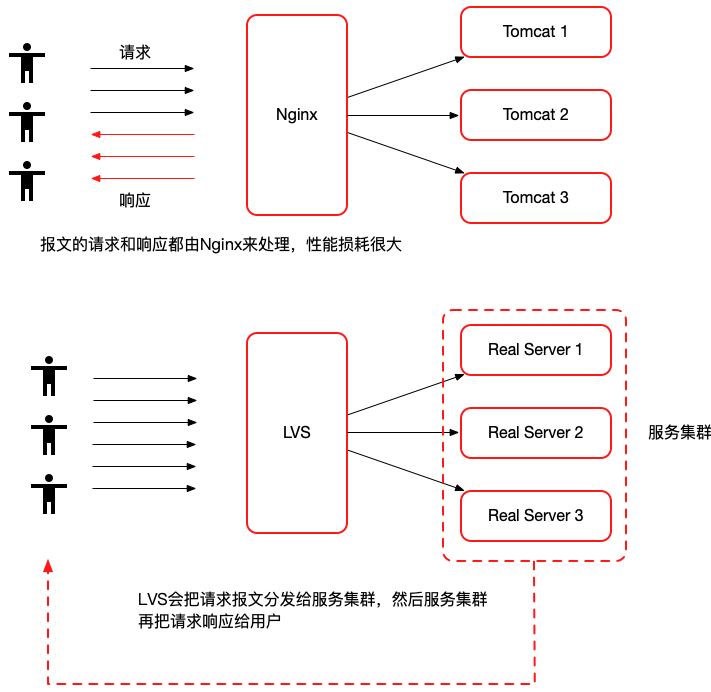 请求
Nginx
Tomcat 1
Tomcat 2
Tomcat 3
响应
报文的请求和响应都由Nginx来处理，性能损耗很大
LVS
Real Server 1
Real Server 2
Real Server 3
服务集群
LVS会把请求报文分发给服务集群，然后服务集群
再把请求响应给用户